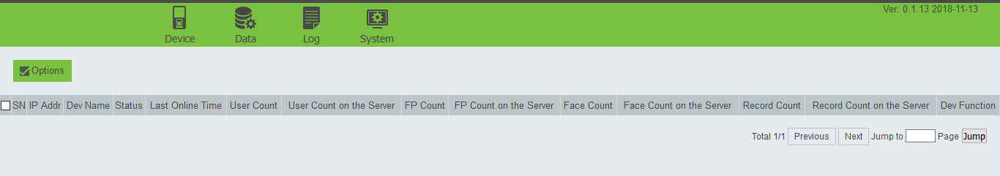 Ver: 0.1.13 2018-11-13
Device Data Log System
Options
SN IP Addr Dev Name Status Last Online Time User Count User Count on the Server FP Count FP Count on the Server Face Count Face Count on the Server Record Count Record Count on the Server Dev Function
Total 1/1 Previous Next Jump to Page Jump